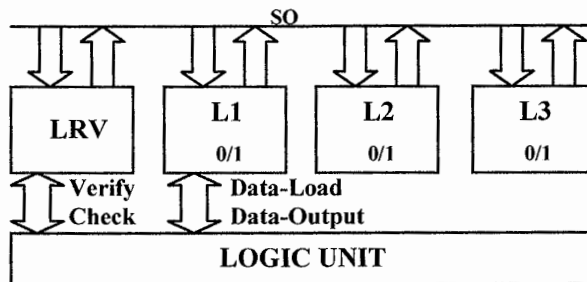 SO
LRV
L1
0/1
L2
0/1
L3
0/1
Verify
Check
Data-Load
Data-Output
LOGIC UNIT